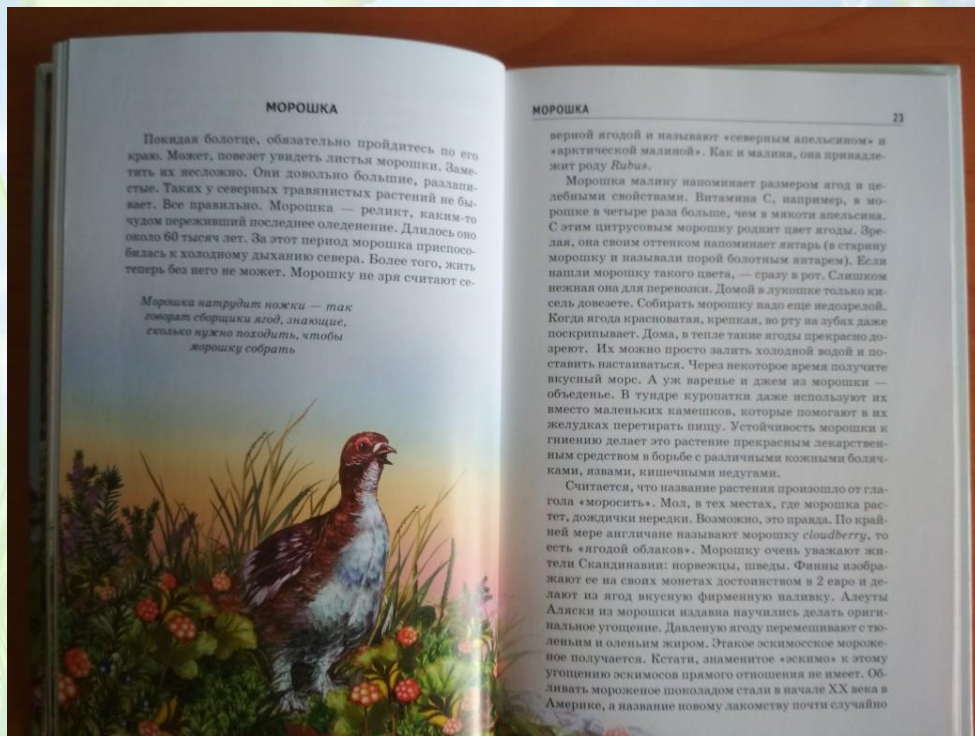 МОРОШКА
Покидая болотце, обязательно пройдитесь по его
краю. Может, повезет увидеть листья морошки. Заме-
тить их несложно. Они довольно большие, разлапи-
стые. Таких у северных травянистых растений не бы-
вает. Все правильно. Морошка — реликт, каким-то
чудом переживший последнее оледенение. Длилось оно
около 60 тысяч лет. За этот период морошка приспосо-
билась к холодному дыханию севера. Более того, жить
теперь без него не может. Морошку не зря считают се-
Морошка натрудит ножки — так
говорят сборщики ягод, знающие,
сколько нужно походить, чтобы
морошку собрать
МОРОШКА 23
верной ягодой и называют «северным апельсином» и
«арктической малиной». Как и малина, она принадле-
жит роду Rubus.
Морошка малину напоминает размером ягод и це-
лебными свойствами. Витамина С, например, в мо-
рошке в четыре раза больше, чем в мякоти апельсина.
С этим цитрусовым морошку роднит цвет ягоды. Зре-
лая, она своим оттенком напоминает янтарь (в старину
морошку и называли порой болотным янтарем). Если
нашли морошку такого цвета, — сразу в рот. Слишком
нежная она для перевозки. Домой в лукошке только ки-
сель довезете. Собирать морошку надо еще недозрелой.
Когда ягода красноватая, крепкая, во рту на зубах даже
поскрипывает. Дома, в тепле такие ягоды прекрасно до-
зреют. Их можно просто залить холодной водой и по-
ставить настаиваться. Через некоторое время получите
вкусный морс. А уж варенье и джем из морошки —
объеденье. В тундре куропатки даже используют их
вместо маленьких камешков, которые помогают в их
желудках перетирать пищу. Устойчивость морошки к
гниению делает это растение прекрасным лекарствен-
ным средством в борьбе с различными кожными боляч-
ками, язвами, кишечными недугами.
Считается, что название растения произошло от гла-
гола «моросить». Мол, в тех местах, где морошка рас-
тет, дождички нередки. Возможно, это правда. По край-
ней мере англичане называют морошку cloudberry, то
есть «ягодой облаков». Морошку очень уважают жи-
тели Скандинавии: норвежцы, шведы. Финны изобра-
жают ее на своих монетах достоинством в 2 евро и де-
лают из ягод вкусную фирменную наливку. Алеуты
Аляски из морошки издавна научились делать ориги-
нальное угощение. Давленую ягоду перемешивают с тю-
леньим и оленьим жиром. Этакое эскимосское мороже-
ное получается. Кстати, знаменитое «эскимо» к этому
угощению эскимосов прямого отношения не имеет. Об-
ливать мороженое шоколадом стали в начале XX века в
Америке, а название новому лакомству почти случайно